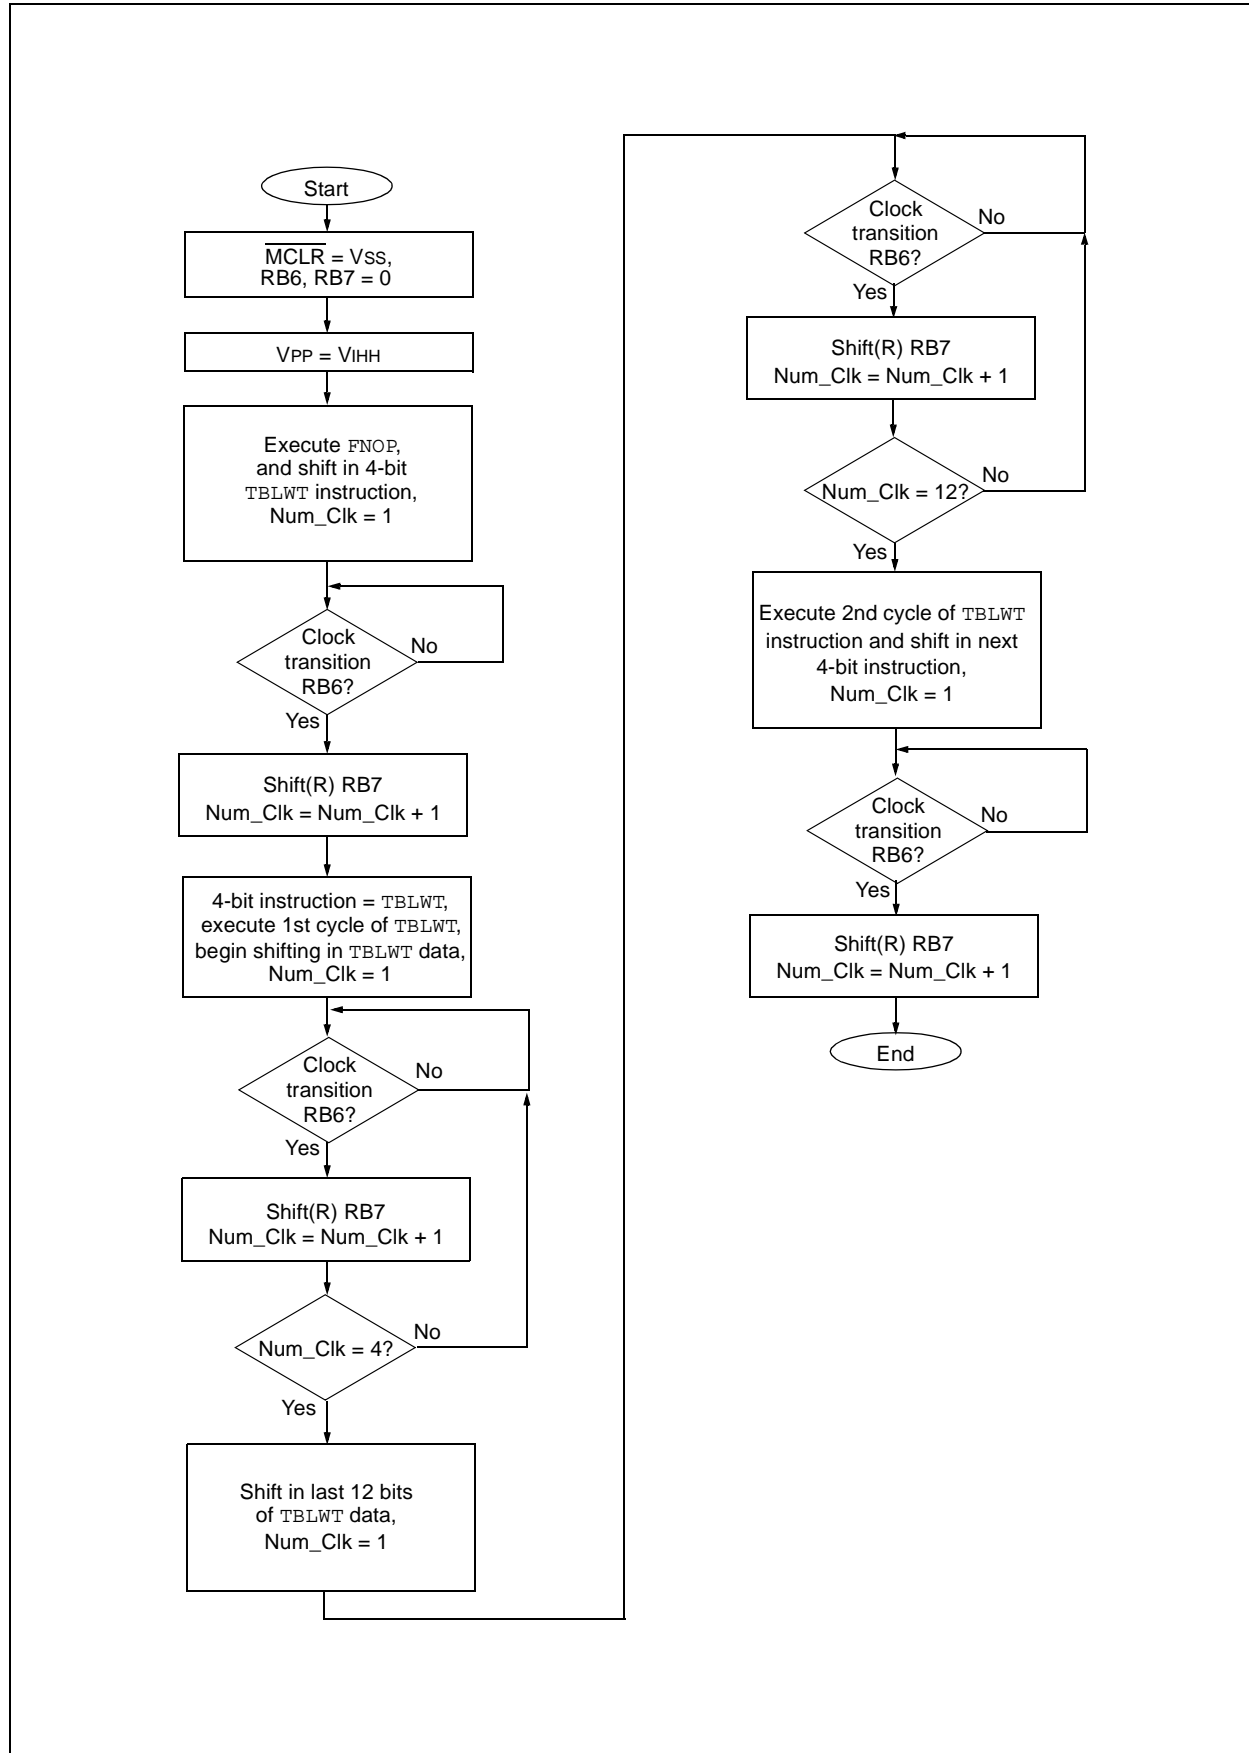 Start
M̅C̅L̅R̅ = VSS,
RB6, RB7 = 0
VPP = VIHH
Execute FNOP,
and shift in 4-bit
TBLWT instruction,
Num_Clk = 1
Clock
transition
RB6?
No
Yes
Shift(R) RB7
Num_Clk = Num_Clk + 1
4-bit instruction = TBLWT,
execute 1st cycle of TBLWT,
begin shifting in TBLWT data,
Num_Clk = 1
Clock
transition
RB6?
No
Yes
Shift(R) RB7
Num_Clk = Num_Clk + 1
Num_Clk = 4?
No
Yes
Shift in last 12 bits
of TBLWT data,
Num_Clk = 1
Clock
transition
RB6?
No
Yes
Shift(R) RB7
Num_Clk = Num_Clk + 1
Num_Clk = 12?
No
Yes
Execute 2nd cycle of TBLWT
instruction and shift in next
4-bit instruction,
Num_Clk = 1
Clock
transition
RB6?
No
Yes
Shift(R) RB7
Num_Clk = Num_Clk + 1
End